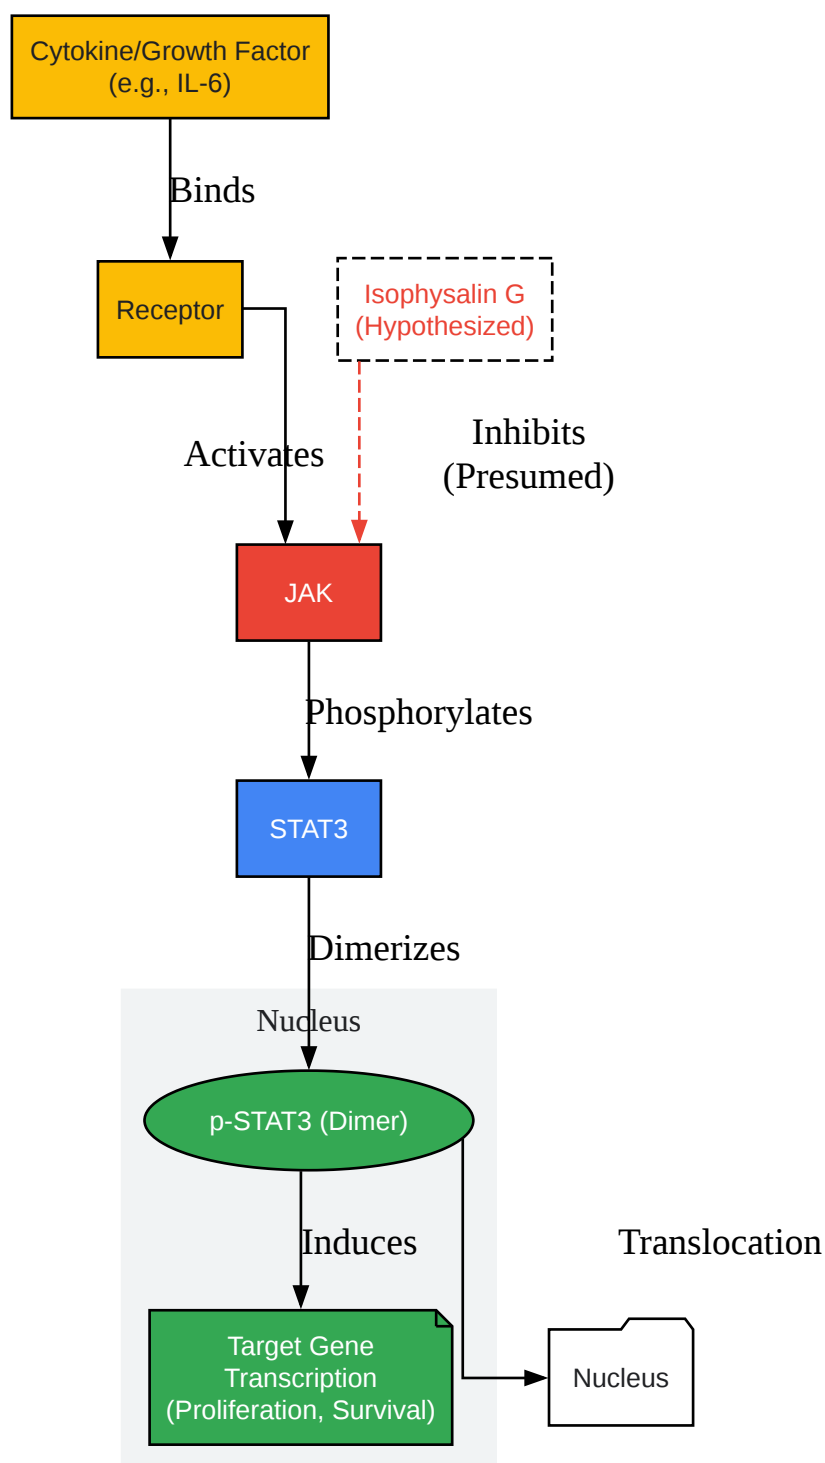 Cytokine/Growth Factor
(e.g., IL-6)
Binds
Receptor
Isophysalin G
(Hypothesized)
Activates
Inhibits
(Presumed)
JAK
Phosphorylates
STAT3
Dimerizes
Nucleus
p-STAT3 (Dimer)
Induces
Translocation
Target Gene
Transcription
(Proliferation, Survival)
Nucleus